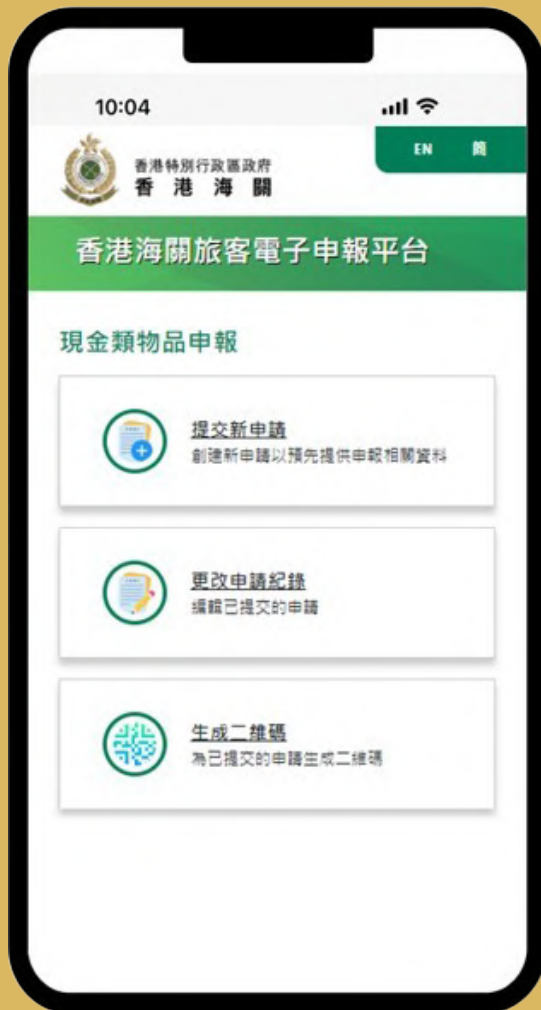 10:04
EN 簡
香港特別行政區政府
香港海關
香港海關旅客電子申報平台
現金類物品申報
提交新申請
創建新申請以預先提供申報相關資料
更改申請紀錄
編輯已提交的申請
生成二維碼
為已提交的申請生成二維碼